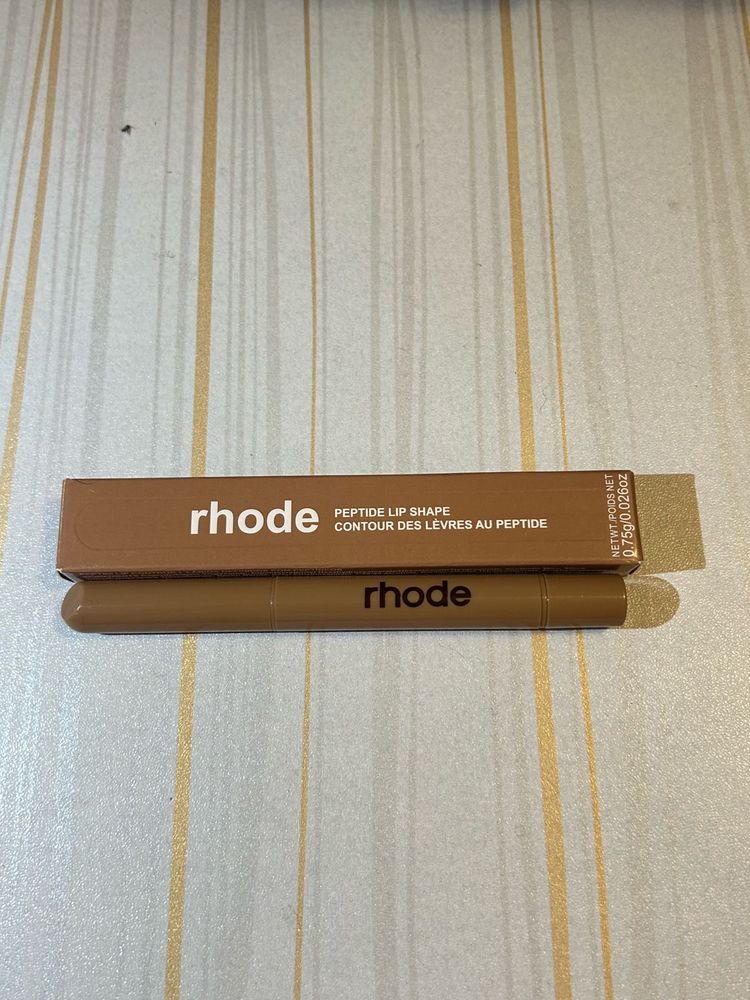 rhode
PEPTIDE LIP SHAPE
CONTOUR DES LÈVRES AU PEPTIDE
NETWT./POIDS NET
0.75g/0.026oz
rhode